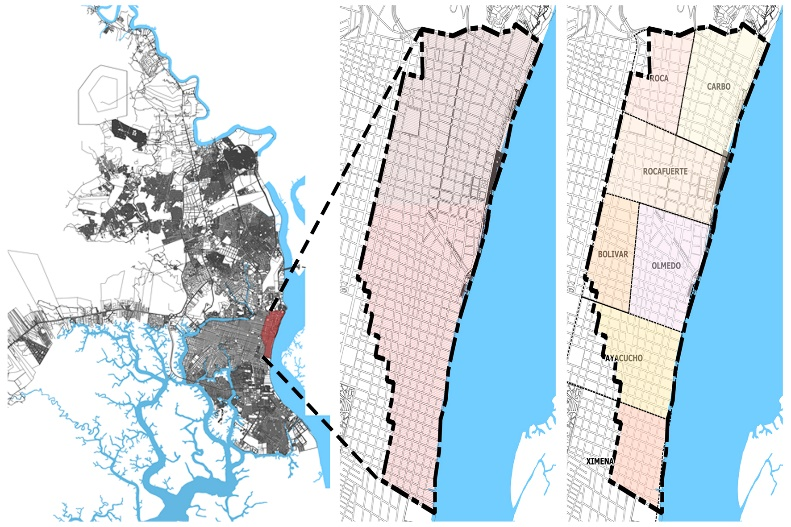 ROCA
CARBO
ROCAFUERTE
BOLIVAR
OLMEDO
AYACUCHO
XIMENA